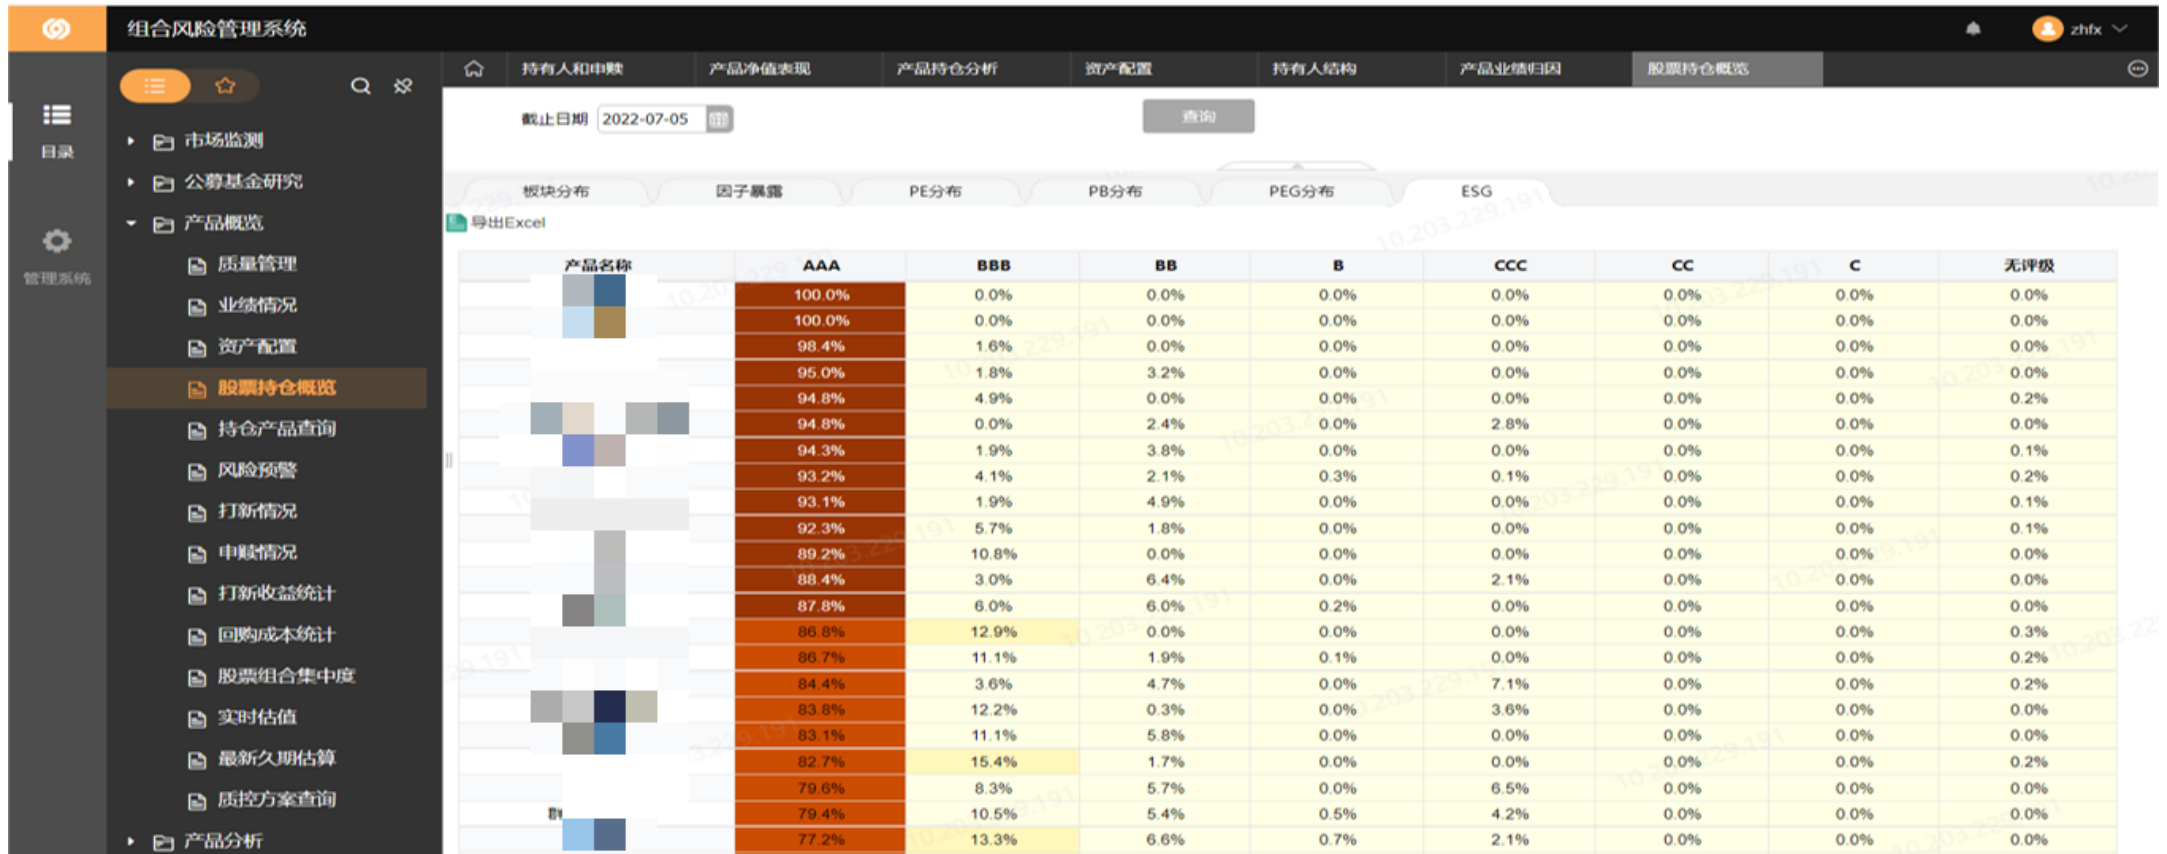 组合风险管理系统
zhfx
持有人和申赎 产品净值表现 产品持仓分析 资产配置 持有人结构 产品业绩归因 股票持仓概览
截止日期 2022-07-05 查询
目录
管理系统
市场监测
公募基金研究
产品概览
质量管理
业绩情况
资产配置
股票持仓概览
持仓产品查询
风险预警
打新情况
申赎情况
打新收益统计
回购成本统计
股票组合集中度
实时估值
最新久期估算
质控方案查询
产品分析
板块分布 因子暴露 PE分布 PB分布 PEG分布 ESG
导出Excel
产品名称 AAA BBB BB B CCC CC C 无评级
100.0% 0.0% 0.0% 0.0% 0.0% 0.0% 0.0% 0.0%
100.0% 0.0% 0.0% 0.0% 0.0% 0.0% 0.0% 0.0%
98.4% 1.6% 0.0% 0.0% 0.0% 0.0% 0.0% 0.0%
95.0% 1.8% 3.2% 0.0% 0.0% 0.0% 0.0% 0.0%
94.8% 4.9% 0.0% 0.0% 0.0% 0.0% 0.0% 0.2%
94.8% 0.0% 2.4% 0.0% 2.8% 0.0% 0.0% 0.0%
94.3% 1.9% 3.8% 0.0% 0.0% 0.0% 0.0% 0.1%
93.2% 4.1% 2.1% 0.3% 0.1% 0.0% 0.0% 0.2%
93.1% 1.9% 4.9% 0.0% 0.0% 0.0% 0.0% 0.1%
92.3% 5.7% 1.8% 0.0% 0.0% 0.0% 0.0% 0.1%
89.2% 10.8% 0.0% 0.0% 0.0% 0.0% 0.0% 0.0%
88.4% 3.0% 6.4% 0.0% 2.1% 0.0% 0.0% 0.0%
87.8% 6.0% 6.0% 0.2% 0.0% 0.0% 0.0% 0.0%
86.8% 12.9% 0.0% 0.0% 0.0% 0.0% 0.0% 0.3%
86.7% 11.1% 1.9% 0.1% 0.0% 0.0% 0.0% 0.2%
84.4% 3.6% 4.7% 0.0% 7.1% 0.0% 0.0% 0.2%
83.8% 12.2% 0.3% 0.0% 3.6% 0.0% 0.0% 0.0%
83.1% 11.1% 5.8% 0.0% 0.0% 0.0% 0.0% 0.0%
82.7% 15.4% 1.7% 0.0% 0.0% 0.0% 0.0% 0.2%
79.6% 8.3% 5.7% 0.0% 6.5% 0.0% 0.0% 0.0%
79.4% 10.5% 5.4% 0.5% 4.2% 0.0% 0.0% 0.0%
77.2% 13.3% 6.6% 0.7% 2.1% 0.0% 0.0% 0.0%
10.203.229.191